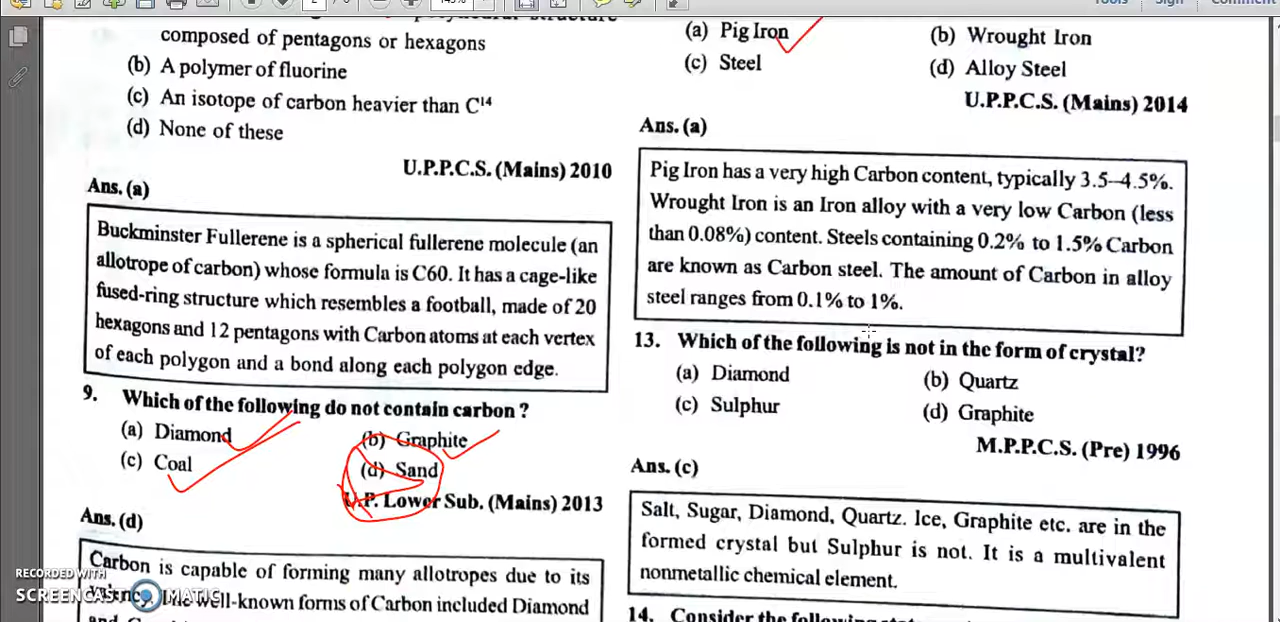 Tools Sign Comment
composed of pentagons or hexagons
(b) A polymer of fluorine
(c) An isotope of carbon heavier than C¹⁴
(d) None of these
U.P.P.C.S. (Mains) 2010
Ans. (a)
Buckminster Fullerene is a spherical fullerene molecule (an
allotrope of carbon) whose formula is C60. It has a cage-like
fused-ring structure which resembles a football, made of 20
hexagons and 12 pentagons with Carbon atoms at each vertex
of each polygon and a bond along each polygon edge.
9. Which of the following do not contain carbon ?
(a) Diamond (b) Graphite
(c) Coal (d) Sand
U.P. Lower Sub. (Mains) 2013
Ans. (d)
Carbon is capable of forming many allotropes due to its
The well-known forms of Carbon included Diamond
(a) Pig Iron (b) Wrought Iron
(c) Steel (d) Alloy Steel
U.P.P.C.S. (Mains) 2014
Ans. (a)
Pig Iron has a very high Carbon content, typically 3.5–4.5%.
Wrought Iron is an Iron alloy with a very low Carbon (less
than 0.08%) content. Steels containing 0.2% to 1.5% Carbon
are known as Carbon steel. The amount of Carbon in alloy
steel ranges from 0.1% to 1%.
13. Which of the following is not in the form of crystal?
(a) Diamond (b) Quartz
(c) Sulphur (d) Graphite
M.P.P.C.S. (Pre) 1996
Ans. (c)
Salt, Sugar, Diamond, Quartz. Ice, Graphite etc. are in the
formed crystal but Sulphur is not. It is a multivalent
nonmetallic chemical element.
14. Consider the following
RECORDED WITH
SCREENCAST MATIC